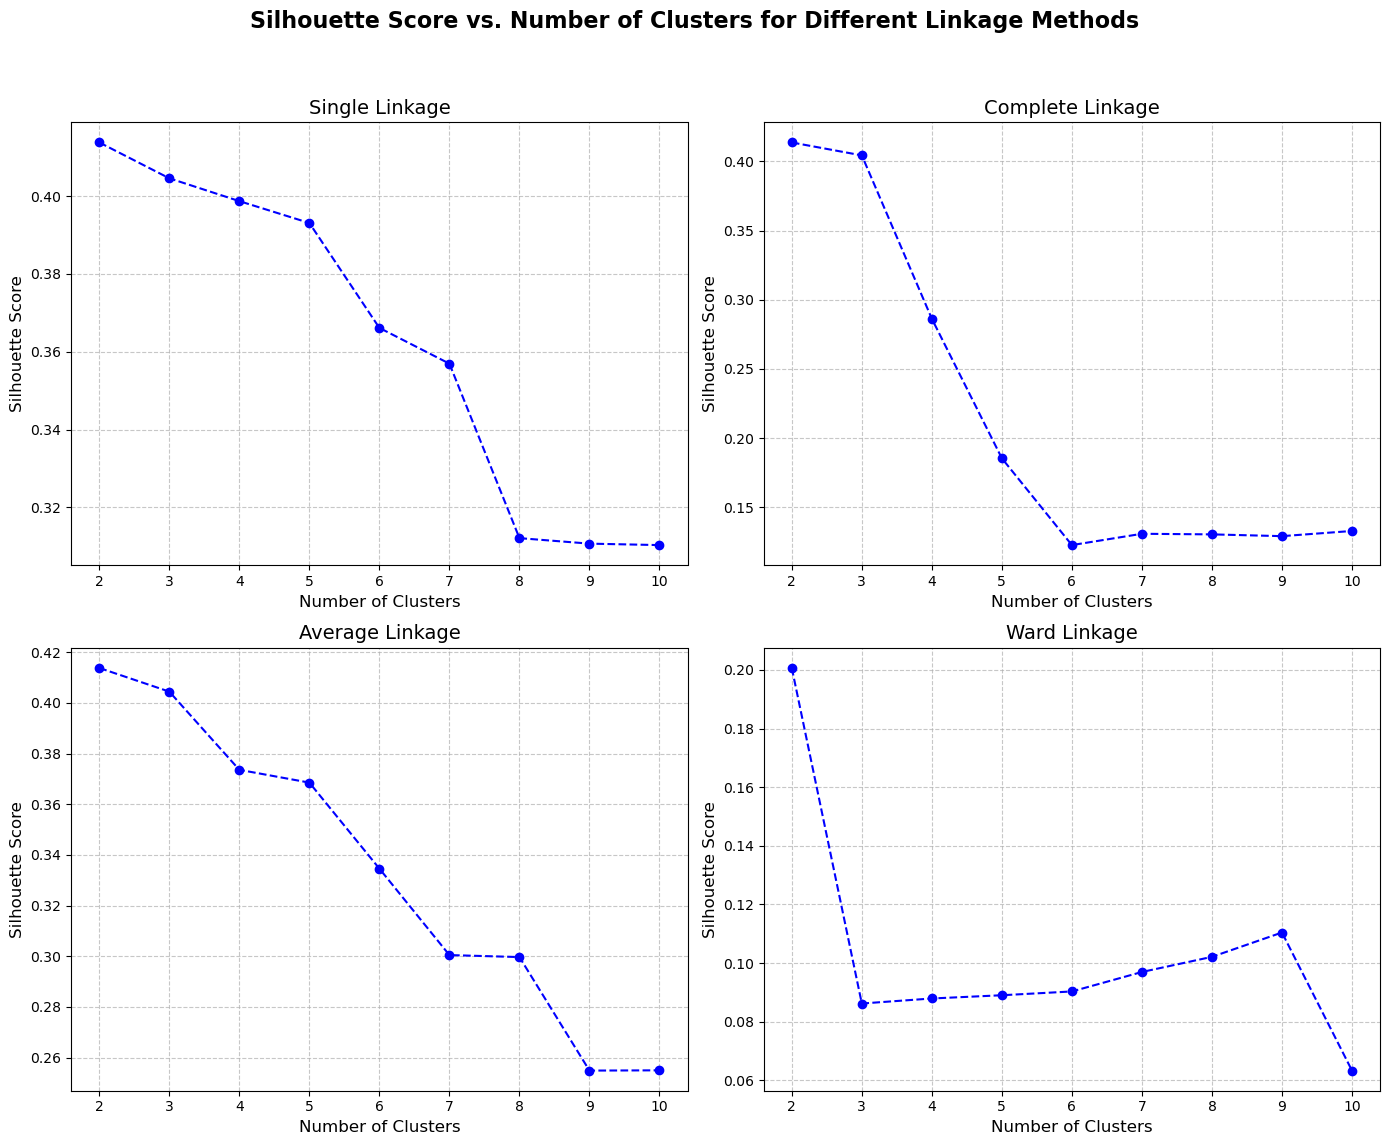 Silhouette Score vs. Number of Clusters for Different Linkage Methods
Single Linkage
Silhouette Score
0.40
0.38
0.36
0.34
0.32
2 3 4 5 6 7 8 9 10
Number of Clusters
Complete Linkage
Silhouette Score
0.40
0.35
0.30
0.25
0.20
0.15
2 3 4 5 6 7 8 9 10
Number of Clusters
Average Linkage
Silhouette Score
0.42
0.40
0.38
0.36
0.34
0.32
0.30
0.28
0.26
2 3 4 5 6 7 8 9 10
Number of Clusters
Ward Linkage
Silhouette Score
0.20
0.18
0.16
0.14
0.12
0.10
0.08
0.06
2 3 4 5 6 7 8 9 10
Number of Clusters